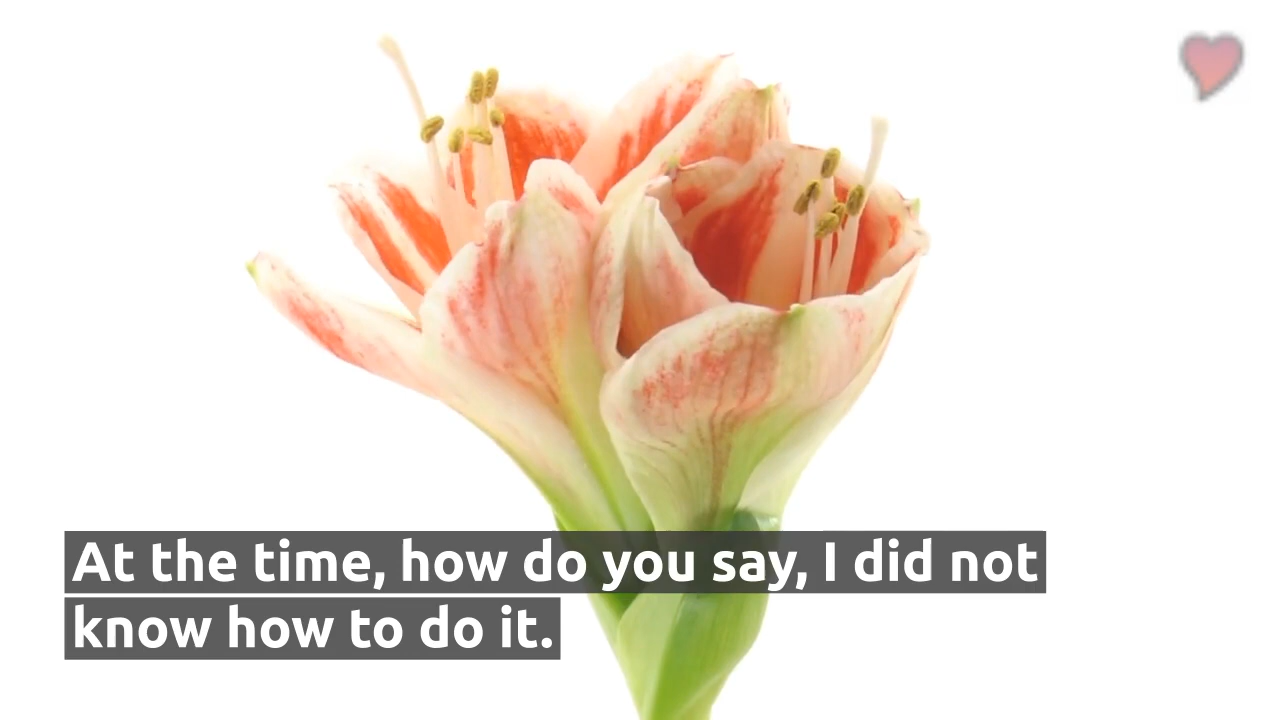 At the time, how do you say, I did not
know how to do it.